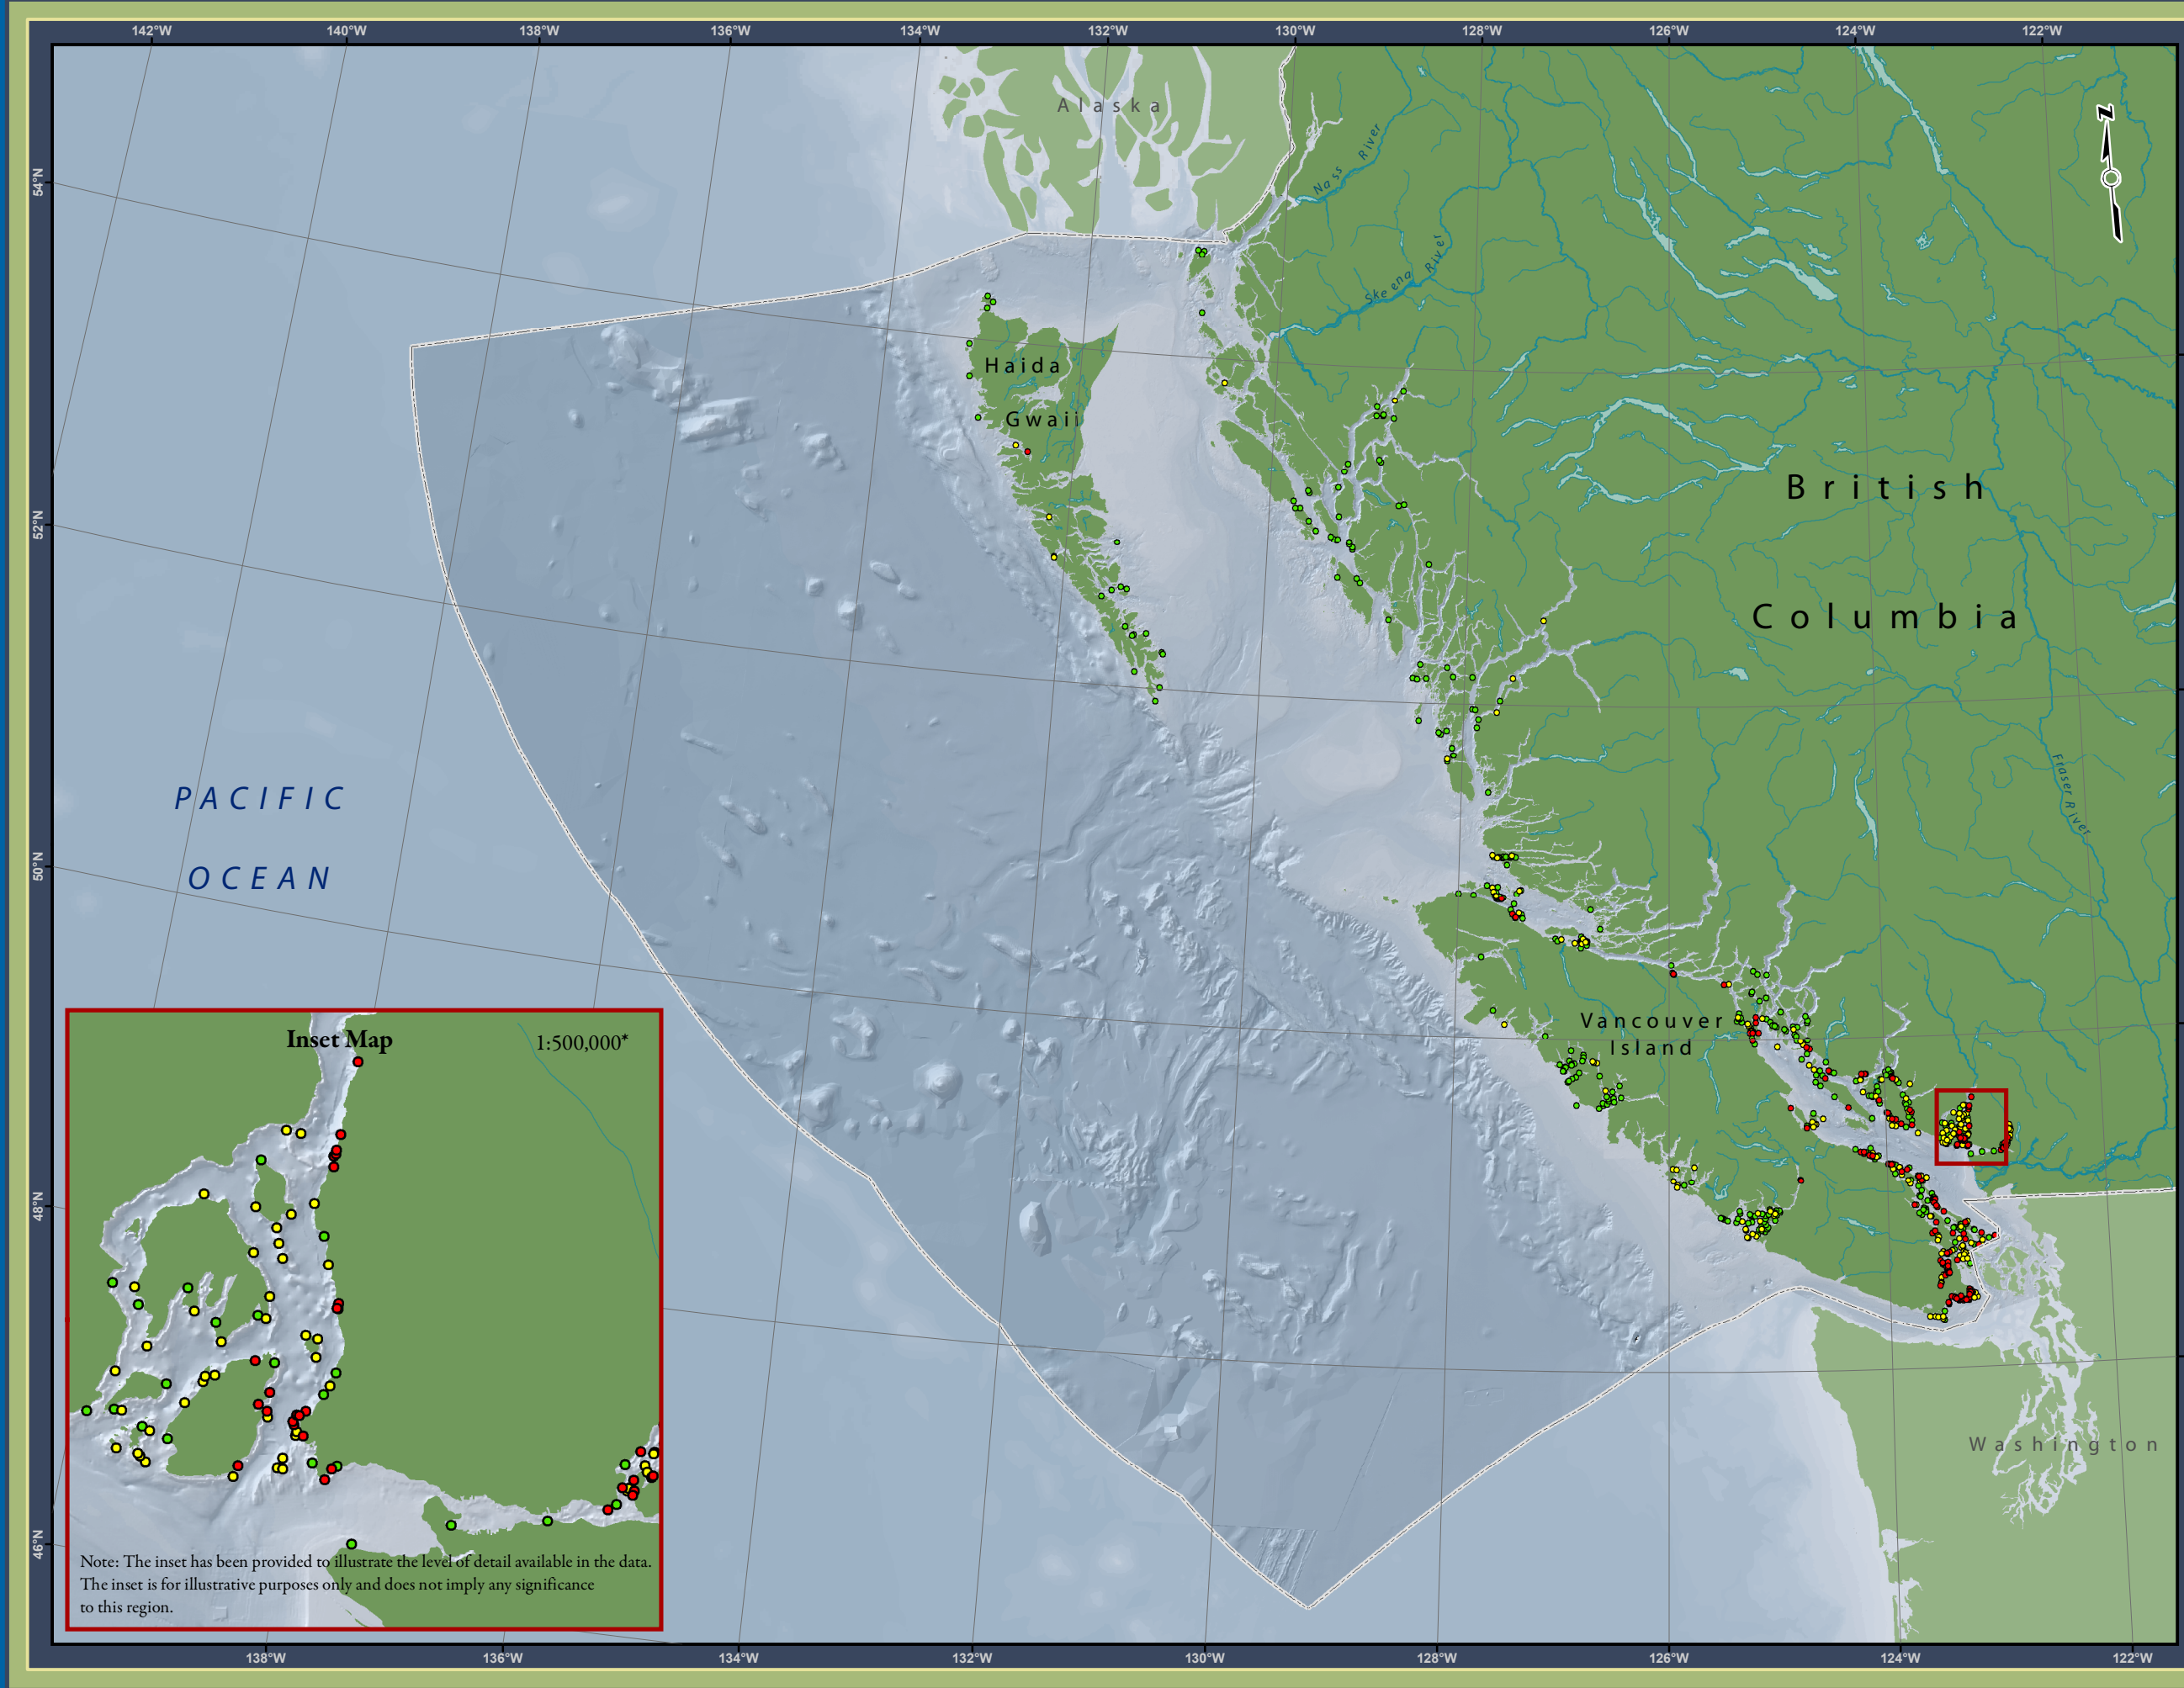 142°W 140°W 138°W 136°W 134°W 132°W 130°W 128°W 126°W 124°W 122°W
Alaska
Nass River
54°N
Skeena River
Haida
Gwaii
British
52°N
Columbia
PACIFIC
Fraser River
OCEAN
50°N
Vancouver
Island
Inset Map
1:500,000*
48°N
Washington
46°N
Note: The inset has been provided to illustrate the level of detail available in the data.
The inset is for illustrative purposes only and does not imply any significance
to this region.
138°W 136°W 134°W 132°W 130°W 128°W 126°W 124°W 122°W
N